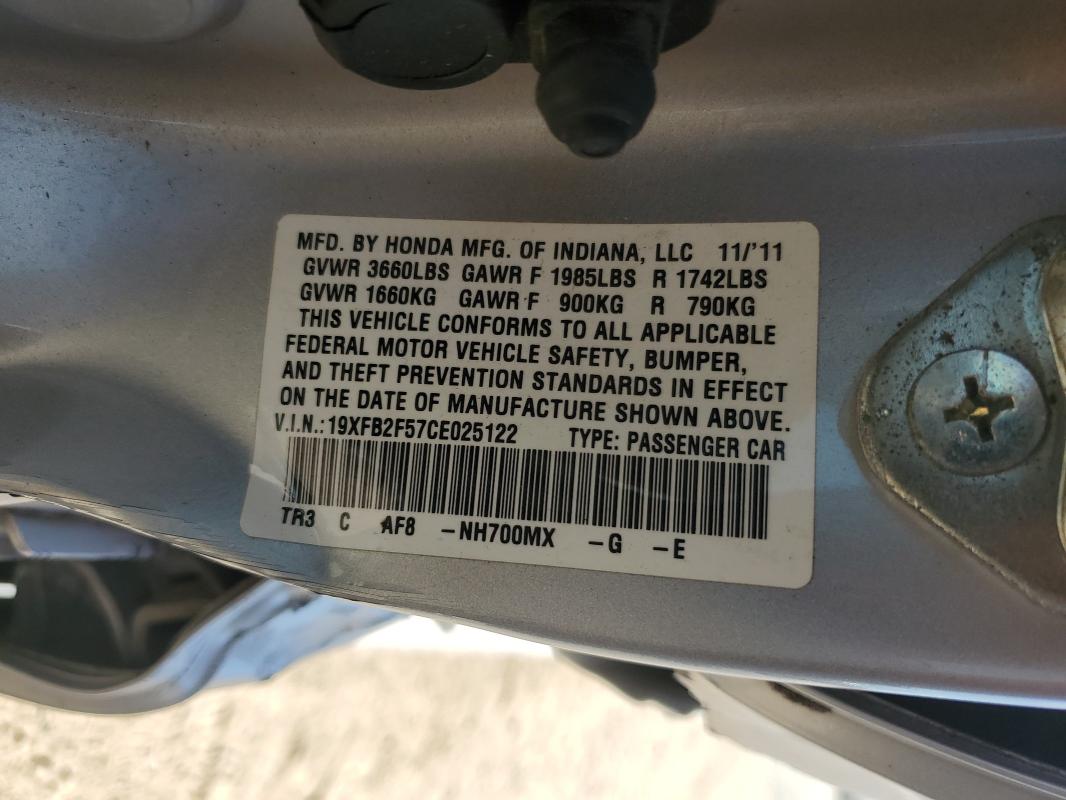 MFD. BY HONDA MFG. OF INDIANA, LLC 11/'11
GVWR 3660LBS GAWR F 1985LBS R 1742LBS
GVWR 1660KG GAWR F 900KG R 790KG
THIS VEHICLE CONFORMS TO ALL APPLICABLE
FEDERAL MOTOR VEHICLE SAFETY, BUMPER,
AND THEFT PREVENTION STANDARDS IN EFFECT
ON THE DATE OF MANUFACTURE SHOWN ABOVE.
V.I.N.:19XFB2F57CE025122 TYPE: PASSENGER CAR
TR3 C AF8 -NH700MX -G -E